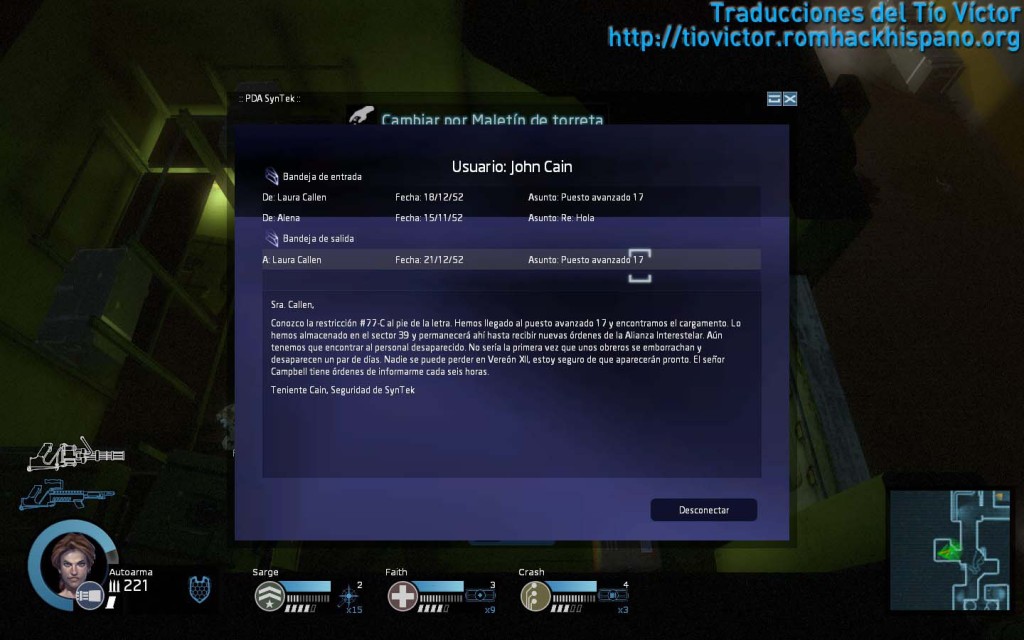 Traducciones del Tío Víctor
http://tiovictor.romhackhispano.org
:: PDA SynTek ::
Cambiar por Maletín de torreta
Usuario: John Cain
Bandeja de entrada
De: Laura Callen Fecha: 18/12/52 Asunto: Puesto avanzado 17
De: Alena Fecha: 15/11/52 Asunto: Re: Hola
Bandeja de salida
A: Laura Callen Fecha: 21/12/52 Asunto: Puesto avanzado 17
Sra. Callen,
Conozco la restricción #77-C al pie de la letra. Hemos llegado al puesto avanzado 17 y encontramos el cargamento. Lo
hemos almacenado en el sector 39 y permanecerá ahí hasta recibir nuevas órdenes de la Alianza Interestelar. Aún
tenemos que encontrar al personal desaparecido. No sería la primera vez que unos obreros se emborrachan y
desaparecen un par de días. Nadie se puede perder en Vereón XII, estoy seguro de que aparecerán pronto. El señor
Campbell tiene órdenes de informarme cada seis horas.
Teniente Cain, Seguridad de SynTek
Desconectar
Autoarma
221
Sarge
2
x15
Faith
3
x9
Crash
4
x3